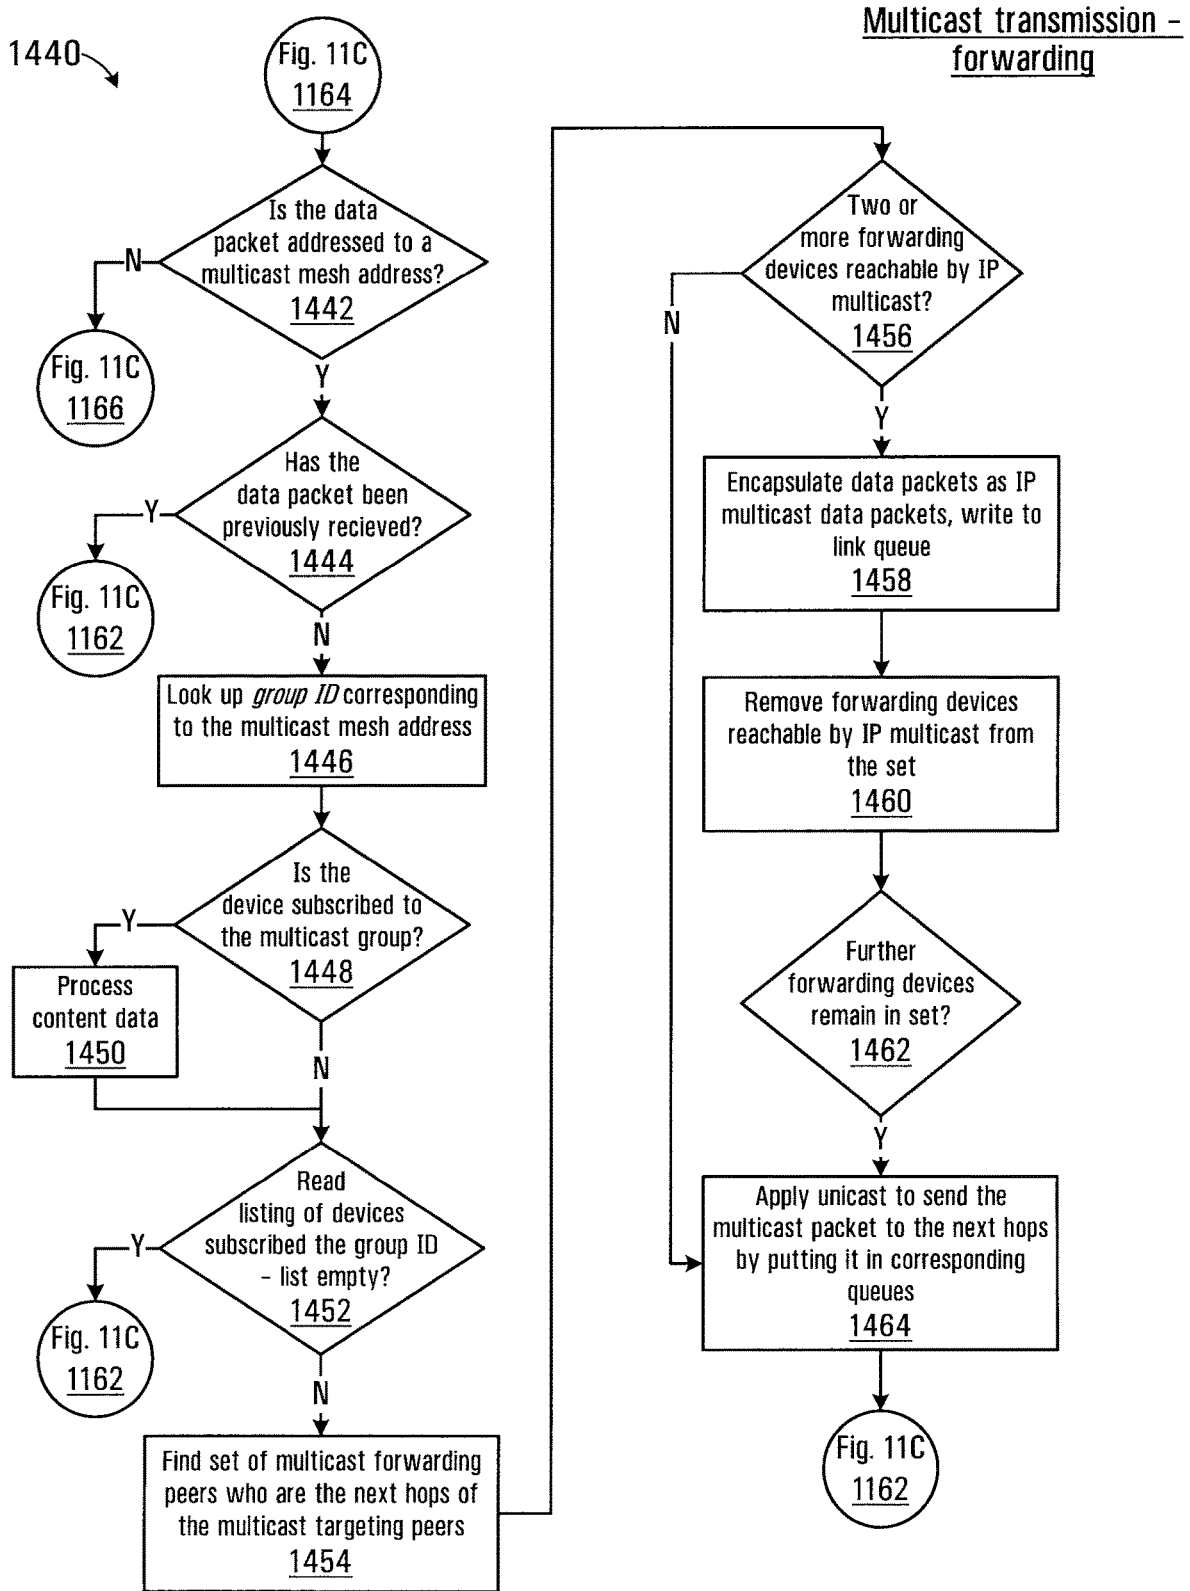 Multicast transmission -
forwarding
1440
Fig. 11C
1164
Is the data
packet addressed to a
multicast mesh address?
1442
N
Fig. 11C
1166
Y
Has the
data packet been
previously recieved?
1444
Y
Fig. 11C
1162
N
Look up group ID corresponding
to the multicast mesh address
1446
Is the
device subscribed to
the multicast group?
1448
Y
Process
content data
1450
N
Read
listing of devices
subscribed the group ID
- list empty?
1452
Y
Fig. 11C
1162
N
Find set of multicast forwarding
peers who are the next hops of
the multicast targeting peers
1454
Two or
more forwarding
devices reachable by IP
multicast?
1456
N
Y
Encapsulate data packets as IP
multicast data packets, write to
link queue
1458
Remove forwarding devices
reachable by IP multicast from
the set
1460
Further
forwarding devices
remain in set?
1462
Y
Apply unicast to send the
multicast packet to the next hops
by putting it in corresponding
queues
1464
Fig. 11C
1162